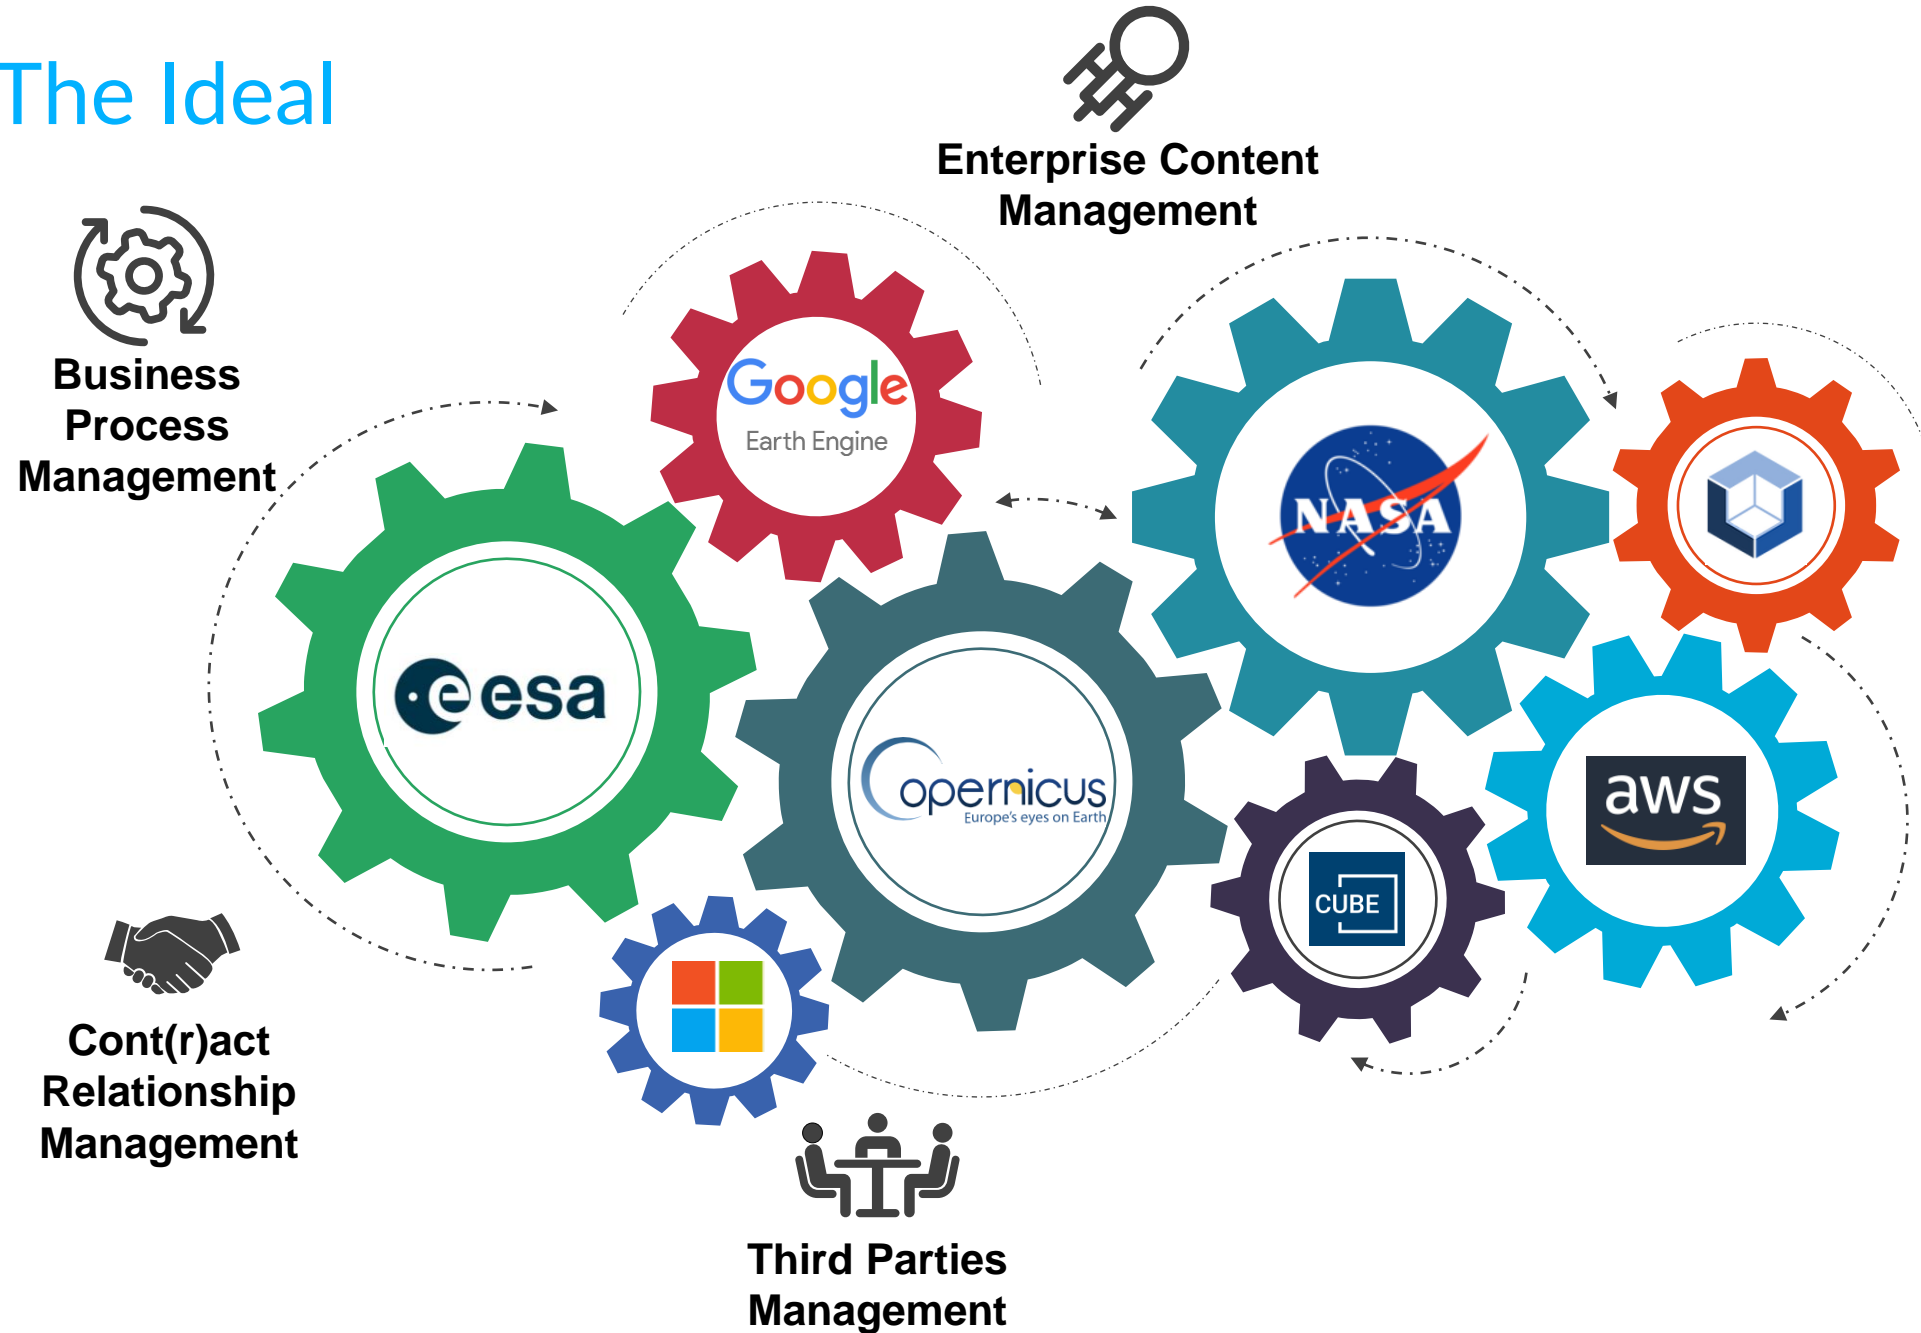 The Ideal
Enterprise Content
Management
Business
Process
Management
Google
Earth Engine
NASA
esa
Copernicus
Europe's eyes on Earth
aws
CUBE
Cont(r)act
Relationship
Management
Third Parties
Management